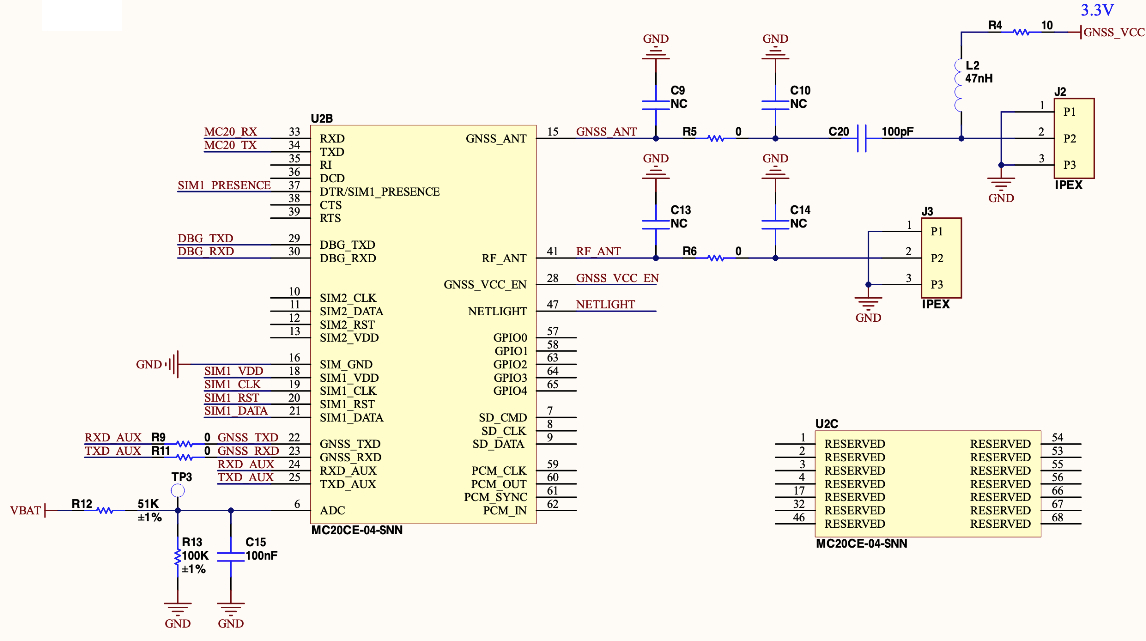 3.3V
R4 10 GNSS_VCC
GND GND
L2
47nH
C9
NC
C10
NC
J2
1 P1
2 P2
3 P3
IPEX
GND
U2B
MC20_RX 33 RXD
MC20_TX 34 TXD
35 RI
36 DCD
SIM1_PRESENCE 37 DTR/SIM1_PRESENCE
38 CTS
39 RTS
DBG_TXD 29 DBG_TXD
DBG_RXD 30 DBG_RXD
10 SIM2_CLK
11 SIM2_DATA
12 SIM2_RST
13 SIM2_VDD
GND 16 SIM_GND
SIM1_VDD 18 SIM1_VDD
SIM1_CLK 19 SIM1_CLK
SIM1_RST 20 SIM1_RST
SIM1_DATA 21 SIM1_DATA
RXD_AUX R9 0 GNSS_TXD 22 GNSS_TXD
TXD_AUX R11 0 GNSS_RXD 23 GNSS_RXD
RXD_AUX 24 RXD_AUX
TXD_AUX 25 TXD_AUX
TP3
VBAT R12 51K
±1%
6 ADC
R13
100K
±1%
C15
100nF
GND GND
GNSS_ANT 15 GNSS_ANT R5 0 C20 100pF
GND GND
C13
NC
C14
NC
RF_ANT 41 RF_ANT R6 0
J3
1 P1
2 P2
3 P3
IPEX
GND
GNSS_VCC_EN 28 GNSS_VCC_EN
NETLIGHT 47 NETLIGHT
GPIO0 57
GPIO1 58
GPIO2 63
GPIO3 64
GPIO4 65
SD_CMD 7
SD_CLK 8
SD_DATA 9
PCM_CLK 59
PCM_OUT 60
PCM_SYNC 61
PCM_IN 62
MC20CE-04-SNN
U2C
1 RESERVED RESERVED 54
2 RESERVED RESERVED 53
3 RESERVED RESERVED 55
4 RESERVED RESERVED 56
17 RESERVED RESERVED 66
32 RESERVED RESERVED 67
46 RESERVED RESERVED 68
MC20CE-04-SNN